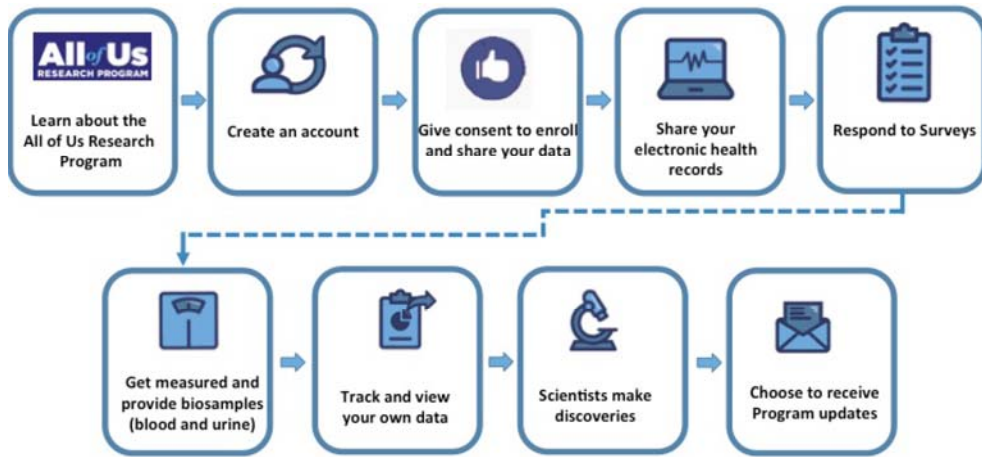 All of Us
RESEARCH PROGRAM
Learn about the
All of Us Research
Program
Create an account
Give consent to enroll
and share your data
Share your
electronic health
records
Respond to Surveys
Get measured and
provide biosamples
(blood and urine)
Track and view
your own data
Scientists make
discoveries
Choose to receive
Program updates